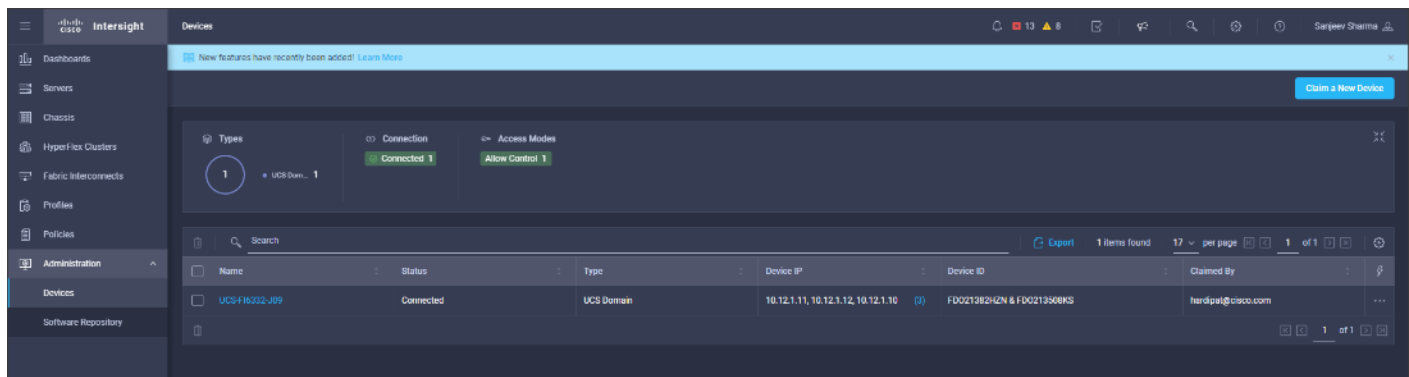 cisco Intersight
Devices
13 8
Sanjeev Sharma
Dashboards
Servers
Chassis
HyperFlex Clusters
Fabric Interconnects
Profiles
Policies
Administration
Devices
Software Repository
New features have recently been added! Learn More
Claim a New Device
Types
1
UCS Dom... 1
Connection
Connected 1
Access Modes
Allow Control 1
Search
Export 1 items found 17 per page 1 of 1
Name Status Type Device IP Device ID Claimed By
UCS-FI6332-J09 Connected UCS Domain 10.12.1.11, 10.12.1.12, 10.12.1.10 (3) FDO21382HZN & FDO213508KS hardipat@cisco.com
1 of 1